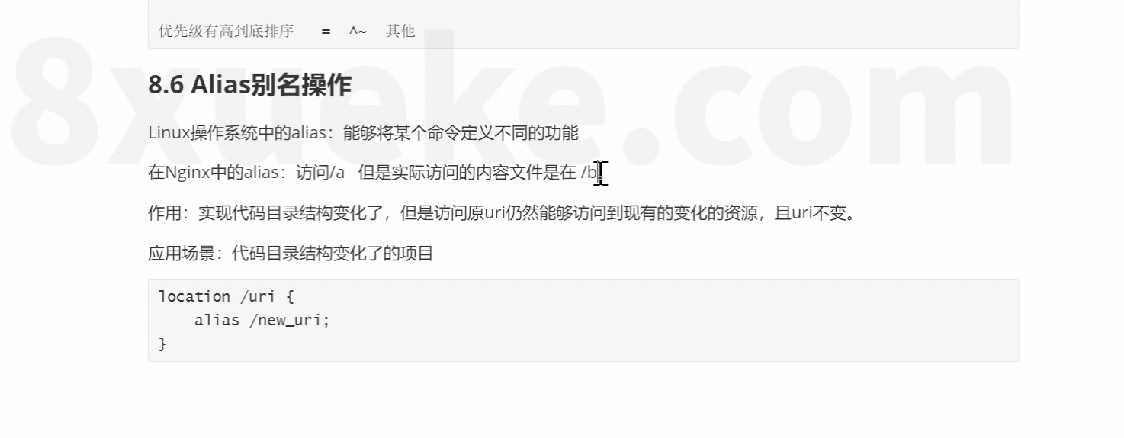 优先级有高到底排序 = ^~ 其他
8.6 Alias别名操作
Linux操作系统中的alias：能够将某个命令定义不同的功能
在Nginx中的alias：访问/a 但是实际访问的内容文件是在 /b
作用：实现代码目录结构变化了，但是访问原uri仍然能够访问到现有的变化的资源，且uri不变。
应用场景：代码目录结构变化了的项目
location /uri {
alias /new_uri;
}
8xueke.com